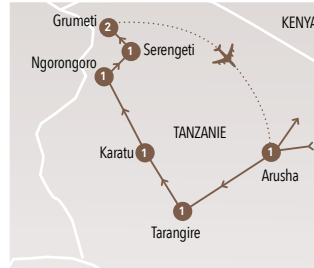 Grumeti
2
KENYA
1
Serengeti
Ngorongoro
1
TANZANIE
Karatu
1
1
Arusha
1
Tarangire